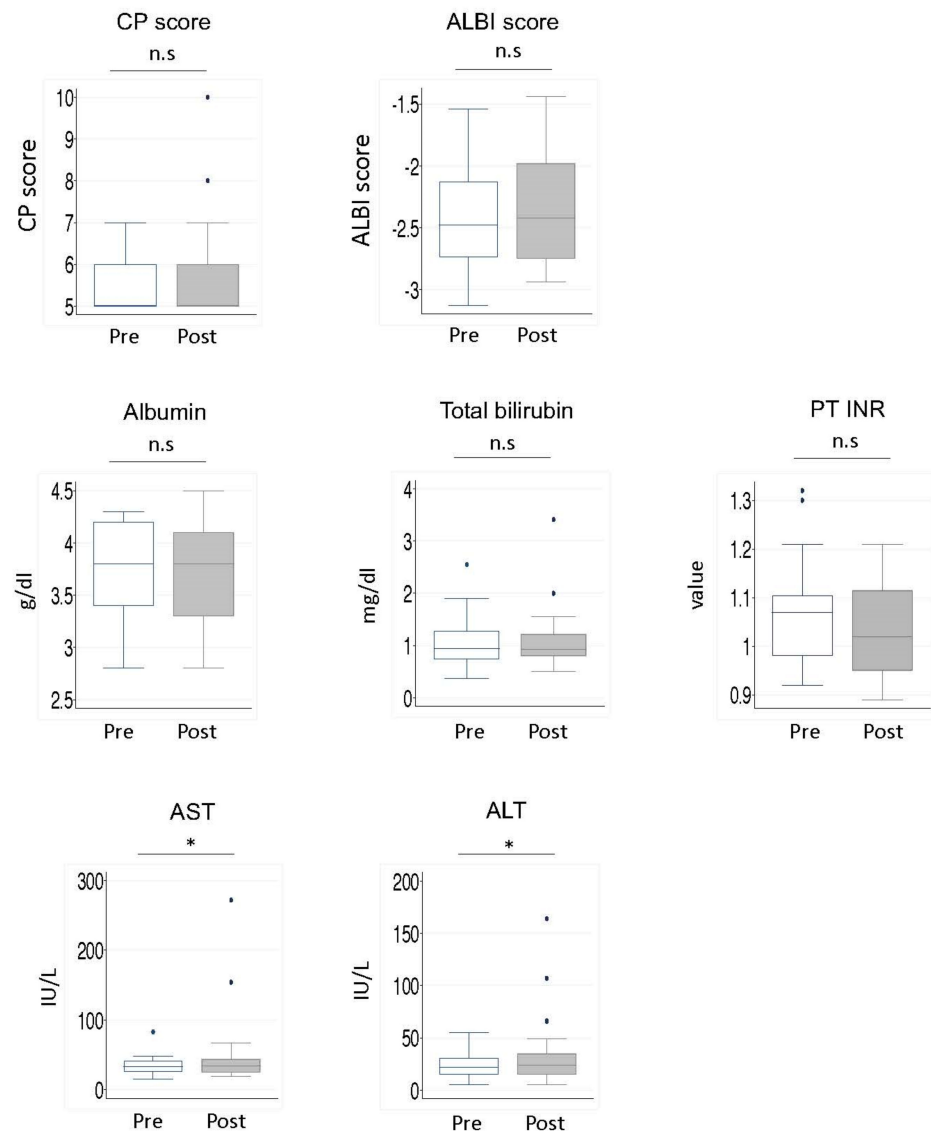 CP score
n.s
CP score
10
9
8
7
6
5
Pre Post
ALBI score
n.s
ALBI score
-1.5
-2
-2.5
-3
Pre Post
Albumin
n.s
g/dl
4.5
4
3.5
3
2.5
Pre Post
Total bilirubin
n.s
mg/dl
4
3
2
1
0
Pre Post
PT INR
n.s
value
1.3
1.2
1.1
1
0.9
Pre Post
AST
*
IU/L
300
200
100
0
Pre Post
ALT
*
IU/L
200
150
100
50
0
Pre Post